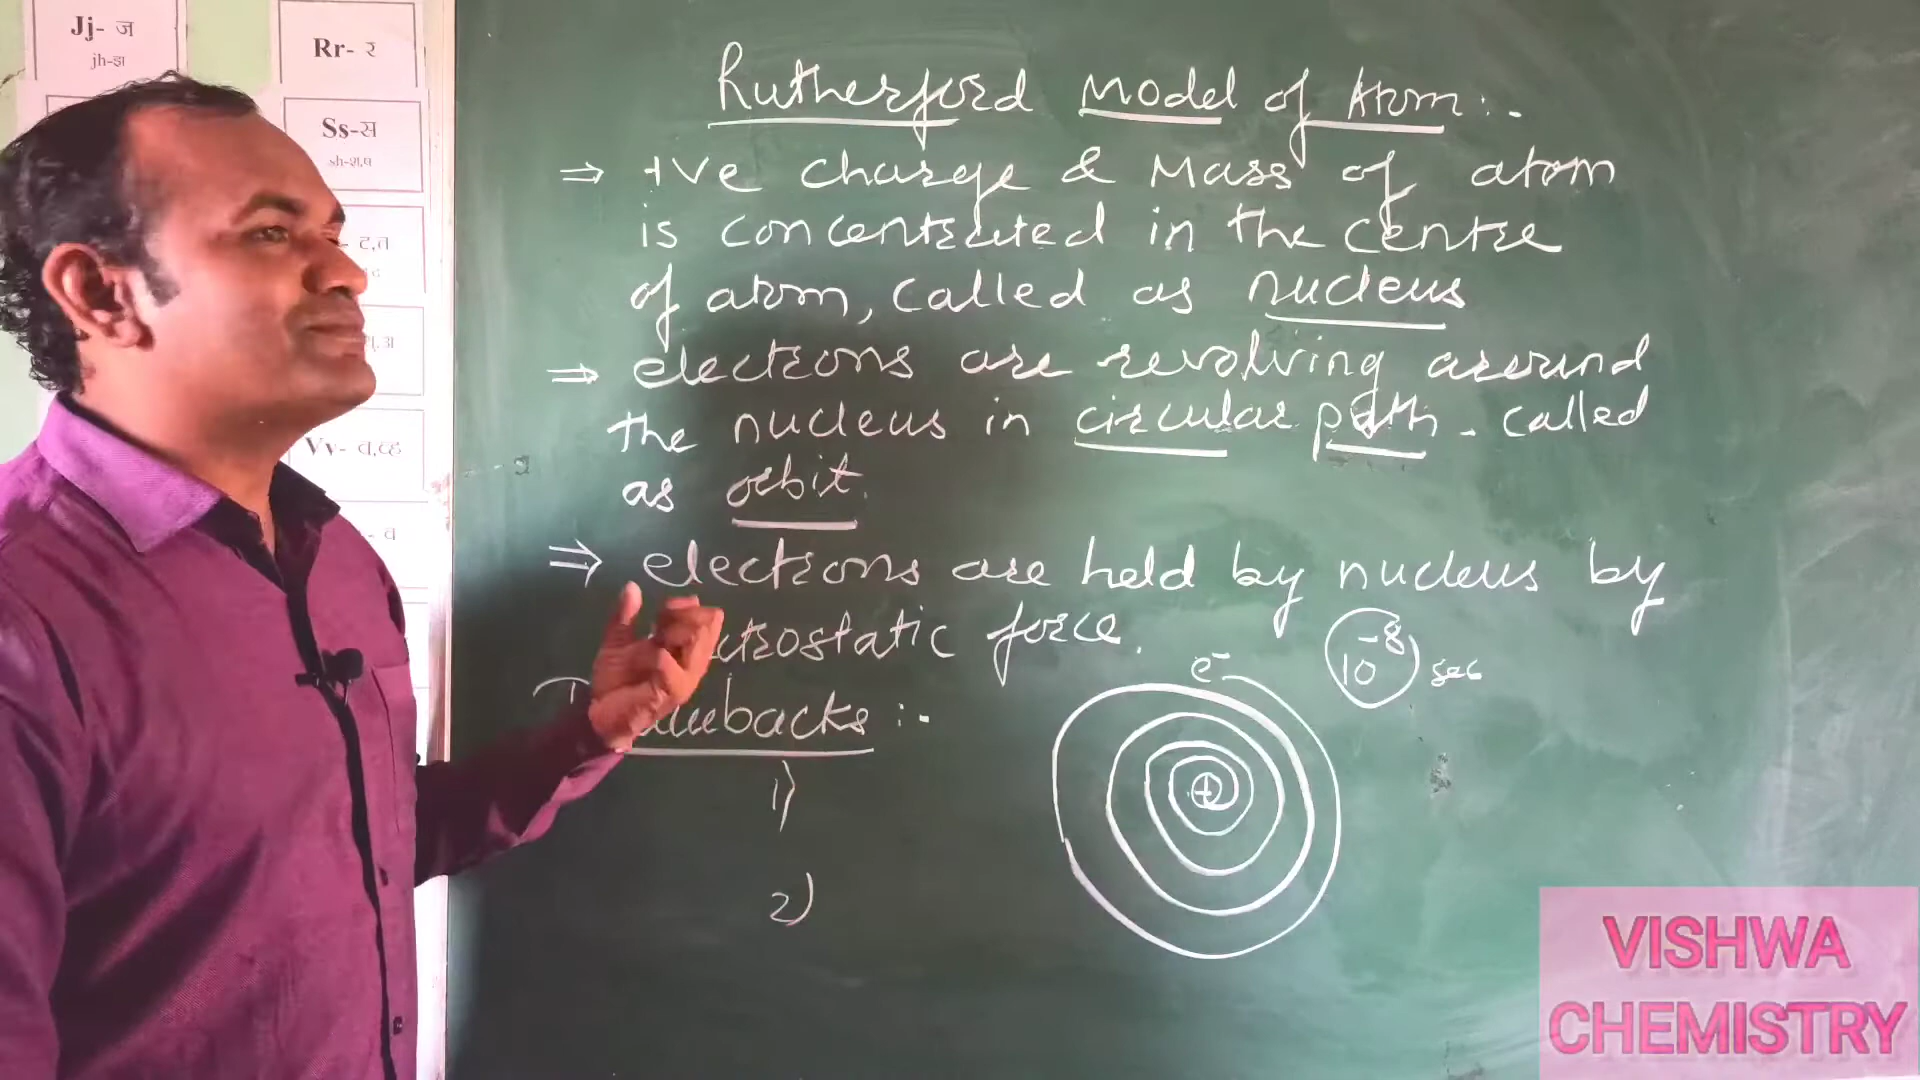 Jj- ज
jh-झ
Rr- र
Ss-स
sh-श,ष
ट,त
Vv- व,व्ह
- व
Rutherford Model of Atom :-
⇒ +ve charge & Mass of atom
is concentrated in the centre
of atom, called as nucleus
⇒ electrons are revolving around
the nucleus in circular path - called
as orbit.
⇒ electrons are held by nucleus by
ctrostatic force.
10⁻⁸ sec
e⁻
wbacks :-
+
1)
2)
VISHWA
CHEMISTRY